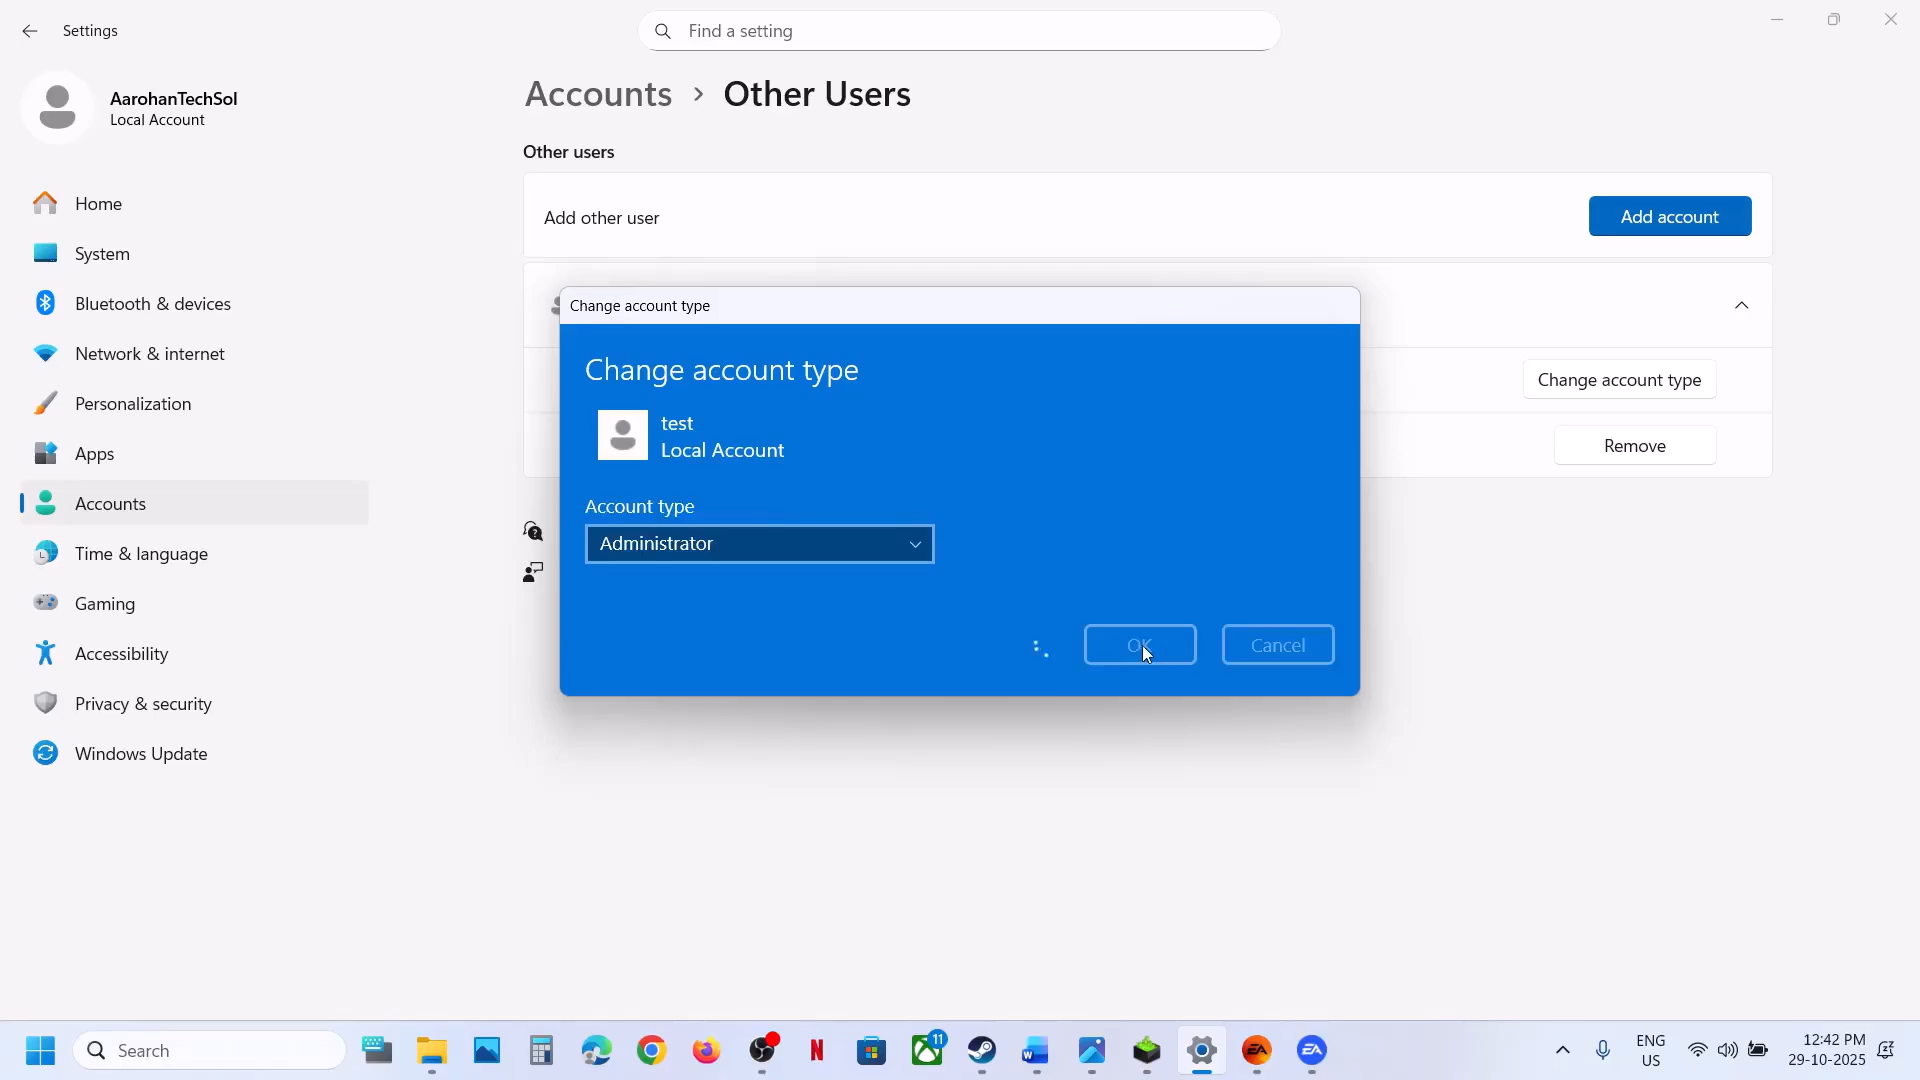 Settings
Find a setting
AarohanTechSol
Local Account
Home
System
Bluetooth & devices
Network & internet
Personalization
Apps
Accounts
Time & language
Gaming
Accessibility
Privacy & security
Windows Update
Accounts > Other Users
Other users
Add other user
Add account
Change account type
Remove
Change account type
Change account type
test
Local Account
Account type
Administrator
OK
Cancel
Search
11
ENG
US
12:42 PM
29-10-2025